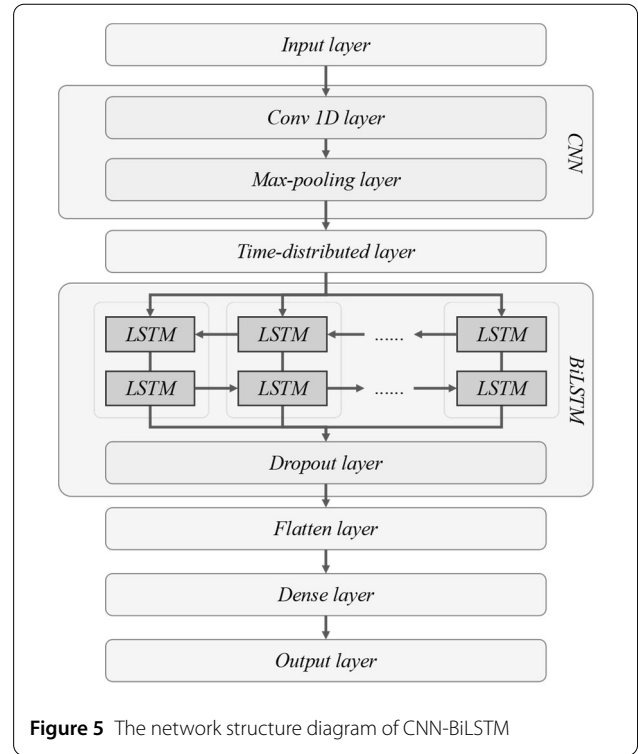 Input layer
Conv 1D layer
CNN
Max-pooling layer
Time-distributed layer
LSTM LSTM ...... LSTM
BiLSTM
LSTM LSTM ...... LSTM
Dropout layer
Flatten layer
Dense layer
Output layer
Figure 5 The network structure diagram of CNN-BiLSTM